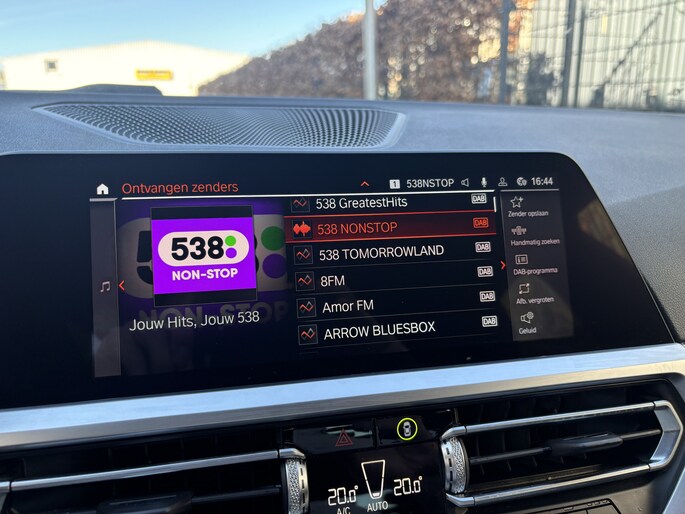 Ontvangen zenders
1 538NSTOP 16:44
538
NON-STOP
Jouw Hits, Jouw 538
538 GreatestHits DAB
538 NONSTOP DAB
538 TOMORROWLAND DAB
8FM DAB
Amor FM DAB
ARROW BLUESBOX DAB
Zender opslaan
Handmatig zoeken
DAB-programma
Afb. vergroten
Geluid
20.0 20.0
A/C AUTO